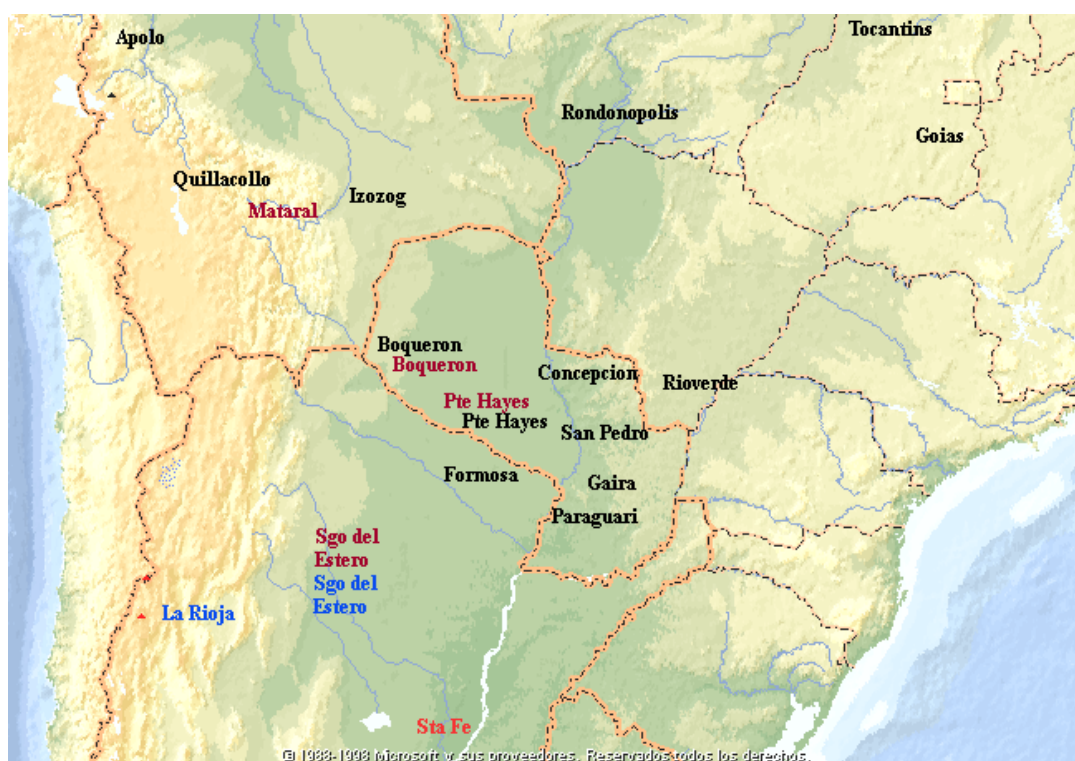 Apolo
Tocantins
Rondonopolis
Goias
Quillacollo
Izozog
Mataral
Boqueron
Boqueron
Concepcion
Rioverde
Pte Hayes
Pte Hayes
San Pedro
Formosa
Gaira
Paraguari
Sgo del
Estero
Sgo del
Estero
La Rioja
Sta Fe
© 1988-1998 Microsoft y sus proveedores. Reservados todos los derechos.